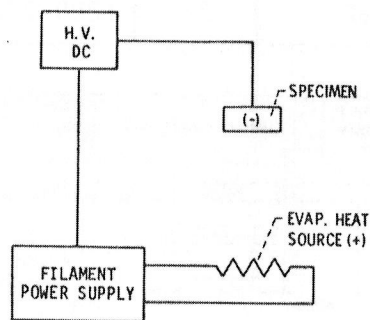 H.V.
DC
SPECIMEN
(-)
EVAP. HEAT
SOURCE (+)
FILAMENT
POWER SUPPLY